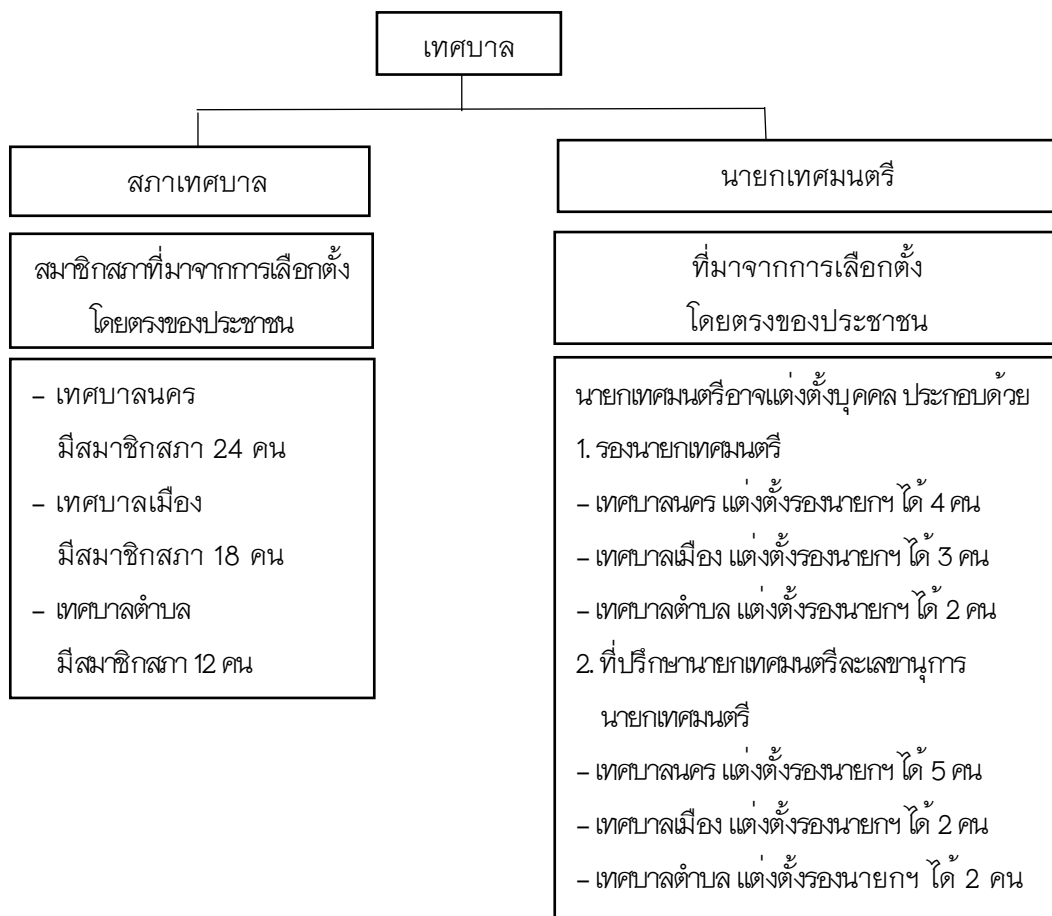 เทศบาล
สภาเทศบาล
สมาชิกสภาที่มาจากการเลือกตั้ง
โดยตรงของประชาชน
– เทศบาลนคร
มีสมาชิกสภา 24 คน
– เทศบาลเมือง
มีสมาชิกสภา 18 คน
– เทศบาลตำบล
มีสมาชิกสภา 12 คน
นายกเทศมนตรี
ที่มาจากการเลือกตั้ง
โดยตรงของประชาชน
นายกเทศมนตรีอาจแต่งตั้งบุคคล ประกอบด้วย
1. รองนายกเทศมนตรี
– เทศบาลนคร แต่งตั้งรองนายกฯ ได้ 4 คน
– เทศบาลเมือง แต่งตั้งรองนายกฯ ได้ 3 คน
– เทศบาลตำบล แต่งตั้งรองนายกฯ ได้ 2 คน
2. ที่ปรึกษานายกเทศมนตรีละเลขานุการ
นายกเทศมนตรี
– เทศบาลนคร แต่งตั้งรองนายกฯ ได้ 5 คน
– เทศบาลเมือง แต่งตั้งรองนายกฯ ได้ 2 คน
– เทศบาลตำบล แต่งตั้งรองนายกฯ ได้ 2 คน